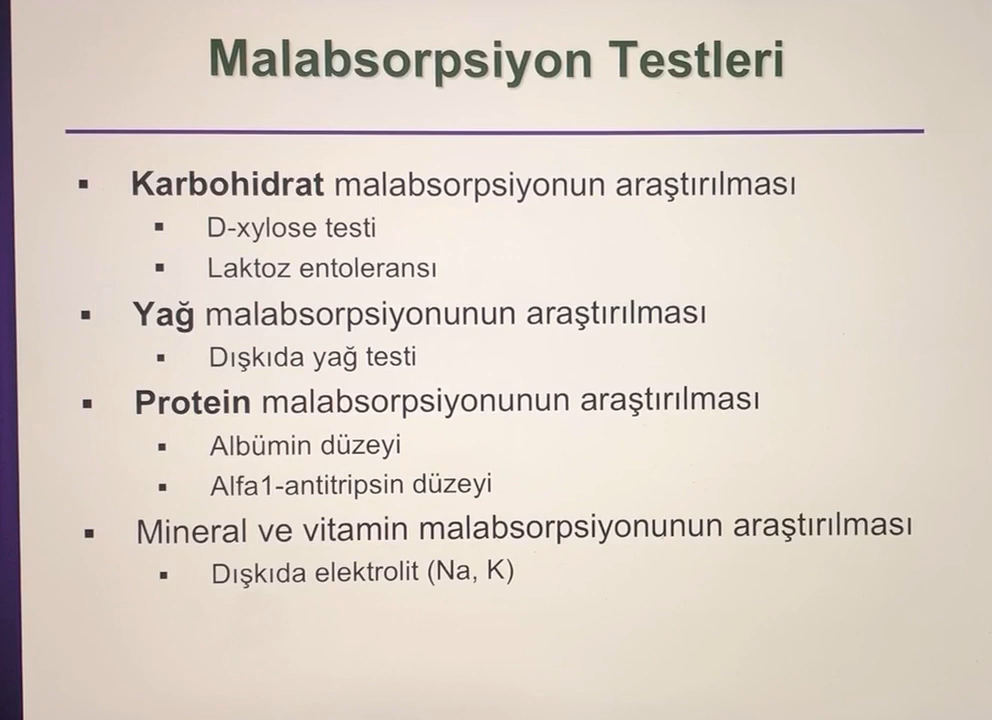 Malabsorpsiyon Testleri
▪ Karbohidrat malabsorpsiyonun araştırılması
▪ D-xylose testi
▪ Laktoz entoleransı
▪ Yağ malabsorpsiyonunun araştırılması
▪ Dışkıda yağ testi
▪ Protein malabsorpsiyonunun araştırılması
▪ Albümin düzeyi
▪ Alfa1-antitripsin düzeyi
▪ Mineral ve vitamin malabsorpsiyonunun araştırılması
▪ Dışkıda elektrolit (Na, K)